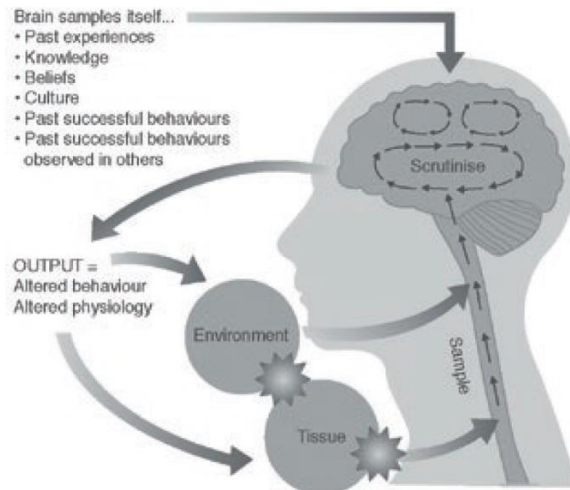 Brain samples itself...
• Past experiences
• Knowledge
• Beliefs
• Culture
• Past successful behaviours
• Past successful behaviours
observed in others
Scrutinise
OUTPUT =
Altered behaviour
Altered physiology
Environment
Sample
Tissue